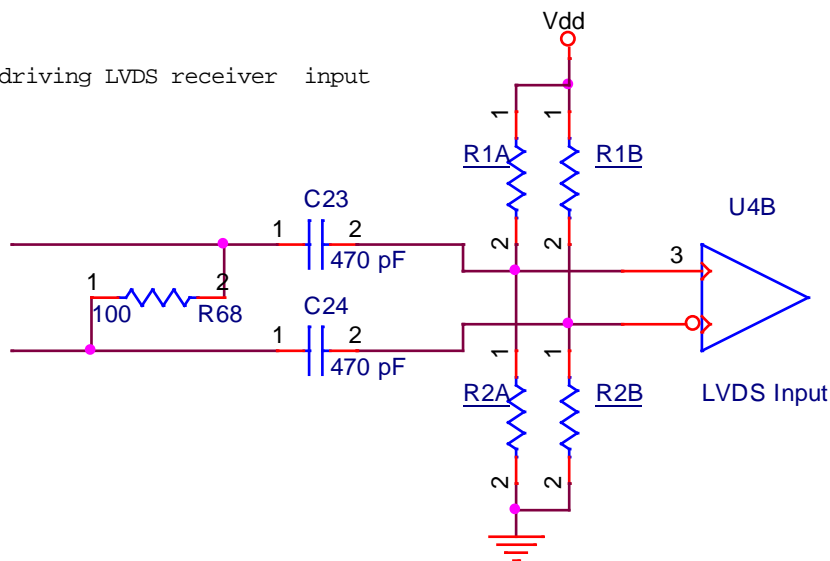 Vdd
driving LVDS receiver input
1 1
R1A R1B
C23
U4B
1 2 2 2
470 pF
3
1 2
100 R68
C24
1 2
470 pF
1 1
R2A R2B
LVDS Input
2 2